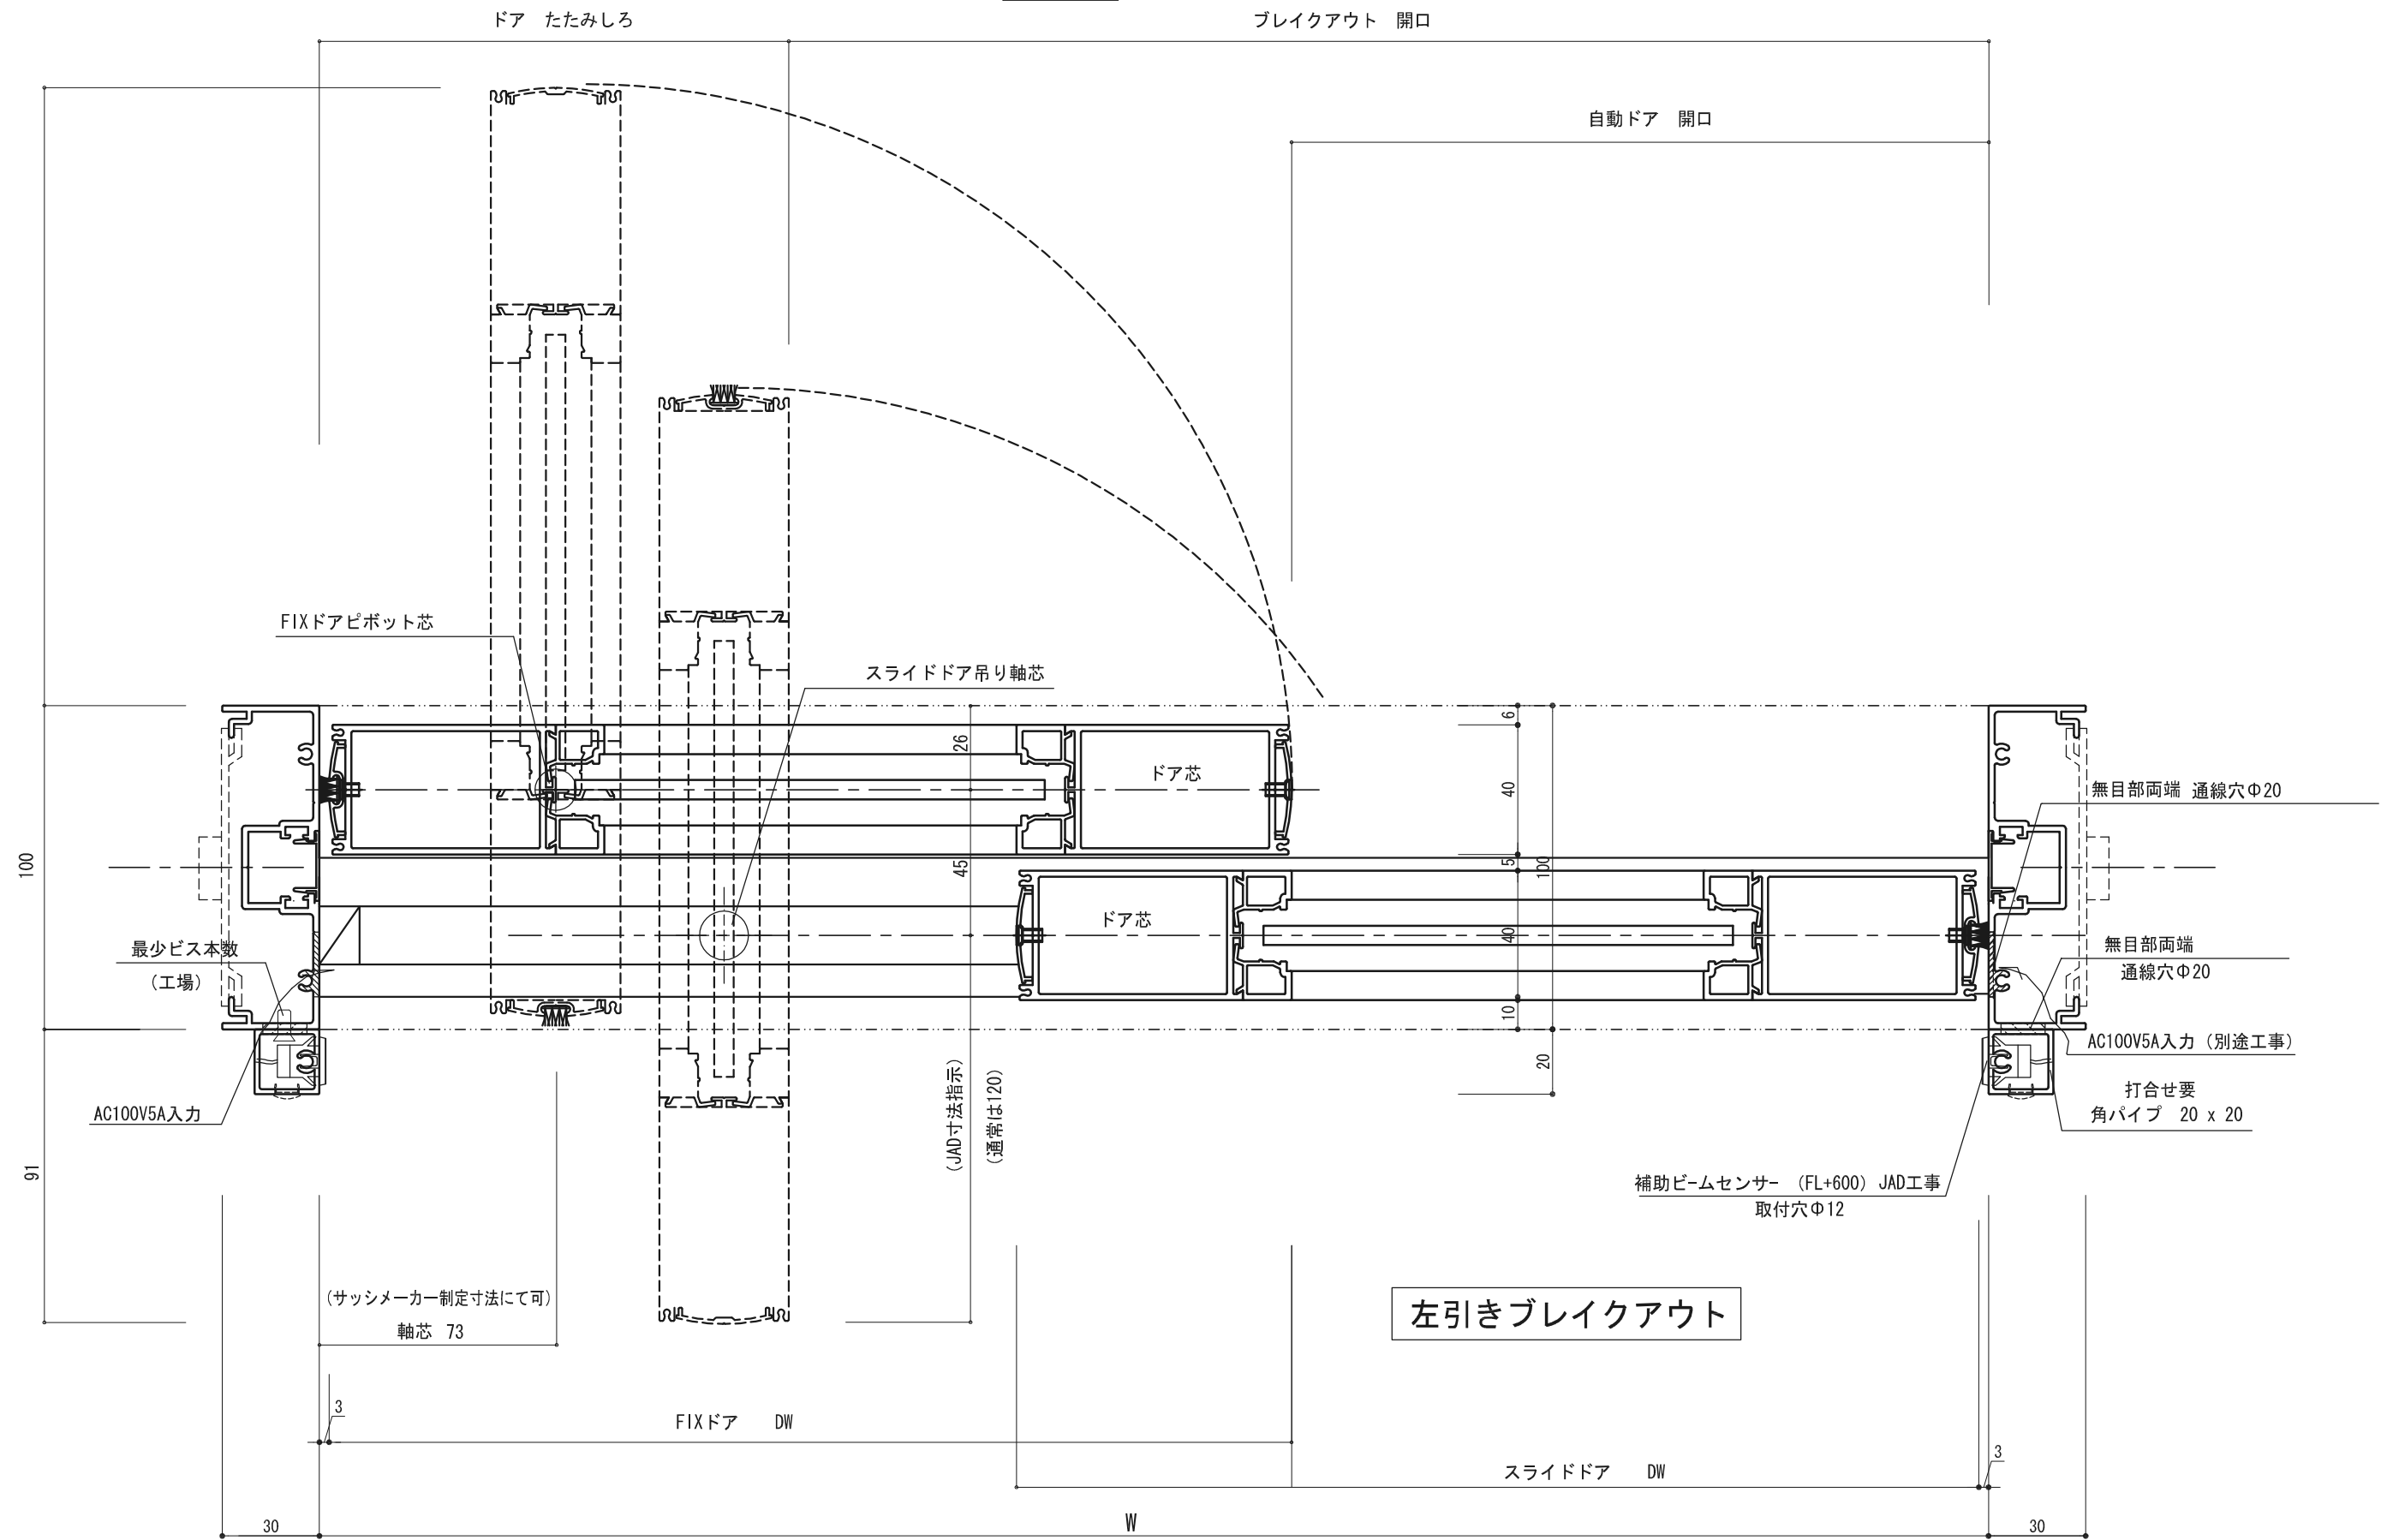 ドア たたみしろ
ブレイクアウト 開口
自動ドア 開口
FIXドアピボット芯
スライドドア吊り軸芯
26
6
ドア芯
40
無目部両端 通線穴Φ20
100
45
5
100
ドア芯
40
最少ビス本数
(工場)
無目部両端
通線穴Φ20
10
AC100V5A入力
20
AC100V5A入力 (別途工事)
(JAD寸法指示)
(通常は120)
打合せ要
角パイプ 20 x 20
91
補助ビームセンサー (FL+600) JAD工事
取付穴Φ12
(サッシメーカー制定寸法にて可)
軸芯 73
左引きブレイクアウト
3
FIXドア DW
スライドドア DW
3
30
W
30